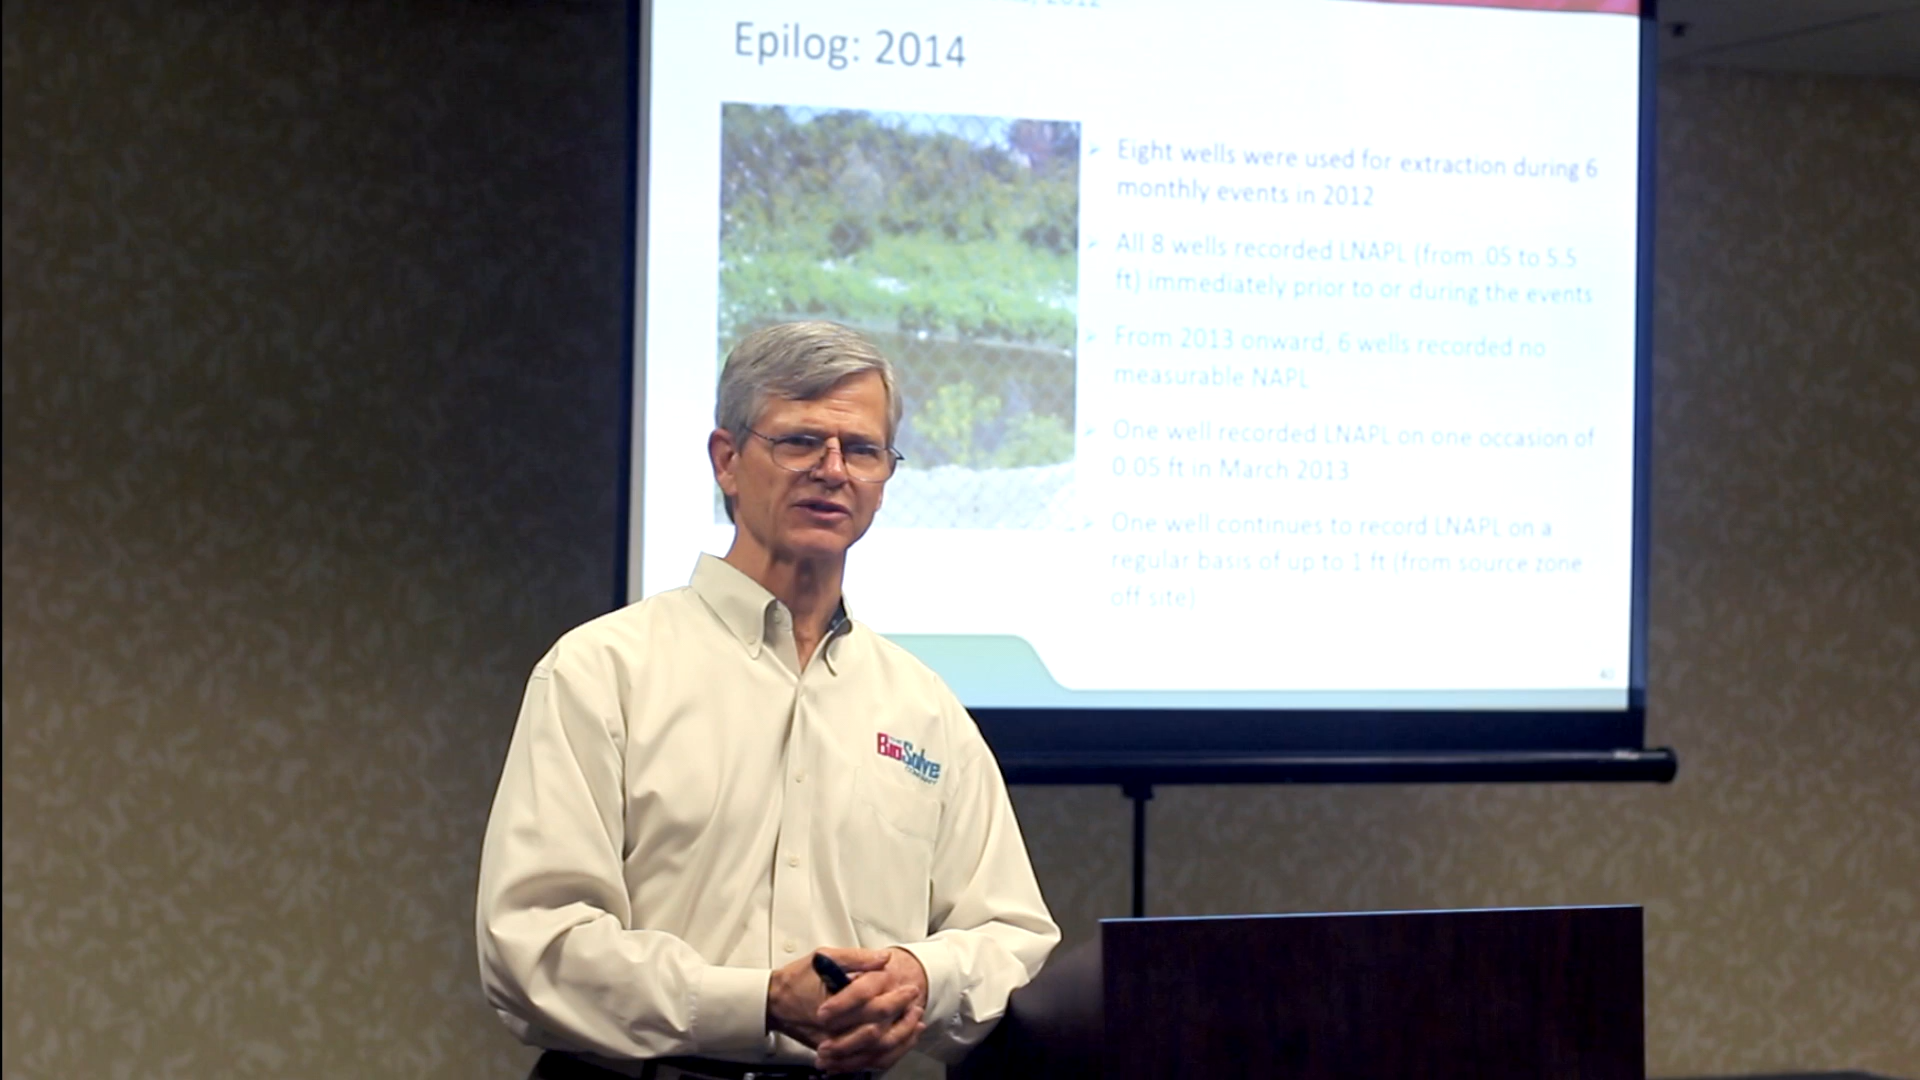 Epilog: 2014
Eight wells were used for extraction during 6
monthly events in 2012
All 8 wells recorded LNAPL (from .05 to 5.5
ft) immediately prior to or during the events
From 2013 onward, 6 wells recorded no
measurable NAPL
One well recorded LNAPL on one occasion of
0.05 ft in March 2013
One well continues to record LNAPL on a
regular basis of up to 1 ft (from source zone
off site)
BioSolve